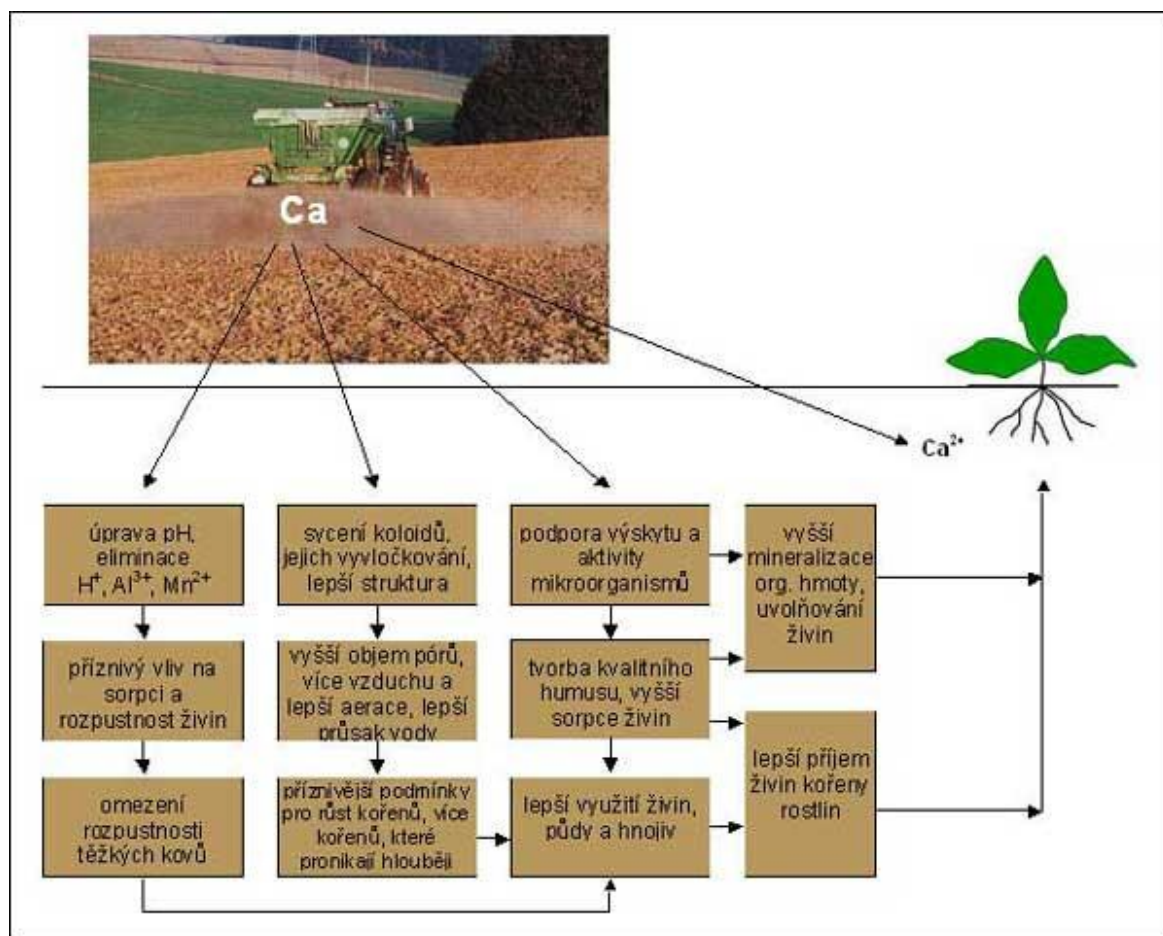 Ca
Ca²⁺
úprava pH,
eliminace
H⁺, Al³⁺, Mn²⁺
sycení koloidů,
jejich vyvločkování,
lepší struktura
podpora výskytu a
aktivity
mikroorganismů
vyšší
mineralizace
org. hmoty,
uvolňování
živin
příznivý vliv na
sorpci a
rozpustnost živin
vyšší objem pórů,
více vzduchu a
lepší aerace, lepší
průsak vody
tvorba kvalitního
humusu, vyšší
sorpce živin
lepší příjem
živin kořeny
rostlin
omezení
rozpustnosti
těžkých kovů
příznivější podmínky
pro růst kořenů, více
kořenů, které
pronikají hlouběji
lepší využití živin,
půdy a hnojiv